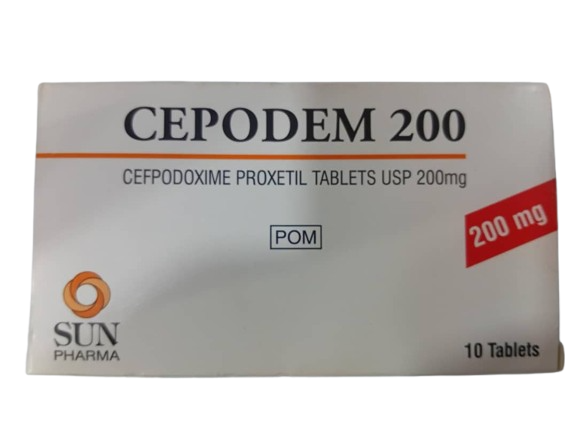 CEPODEM 200
CEFPODOXIME PROXETIL TABLETS USP 200mg
200 mg
POM
SUN
PHARMA
10 Tablets